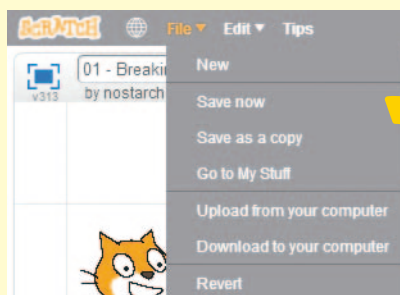 SCRATCH File ▼ Edit ▼ Tips
01 - Breaki
by nostarch
v313
New
Save now
Save as a copy
Go to My Stuff
Upload from your computer
Download to your computer
Revert